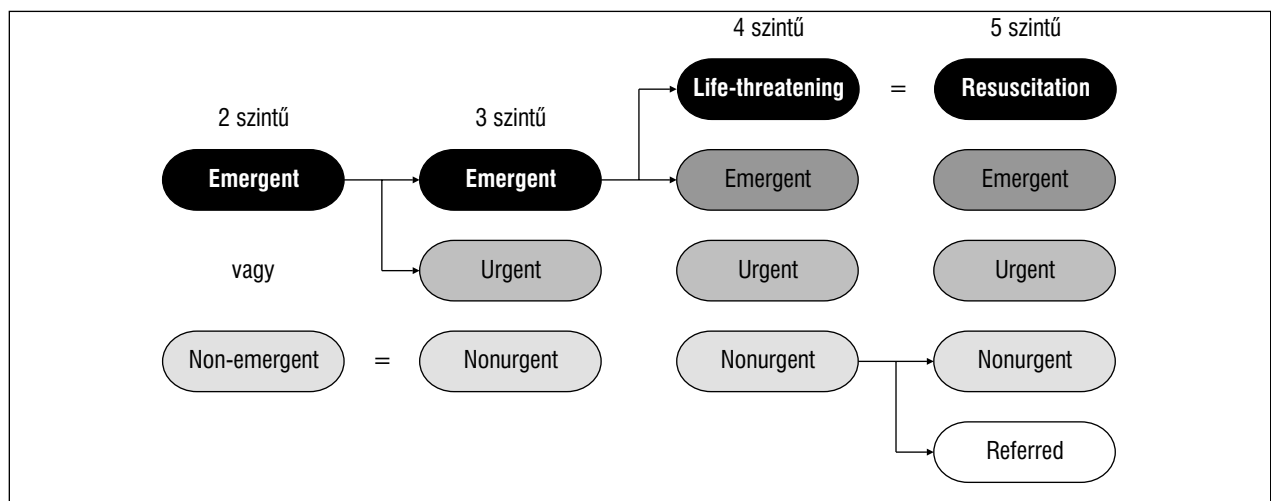 4 szintű 5 szintű
Life-threatening = Resuscitation
2 szintű 3 szintű
Emergent Emergent Emergent Emergent
vagy Urgent Urgent Urgent
Non-emergent = Nonurgent Nonurgent Nonurgent
Referred